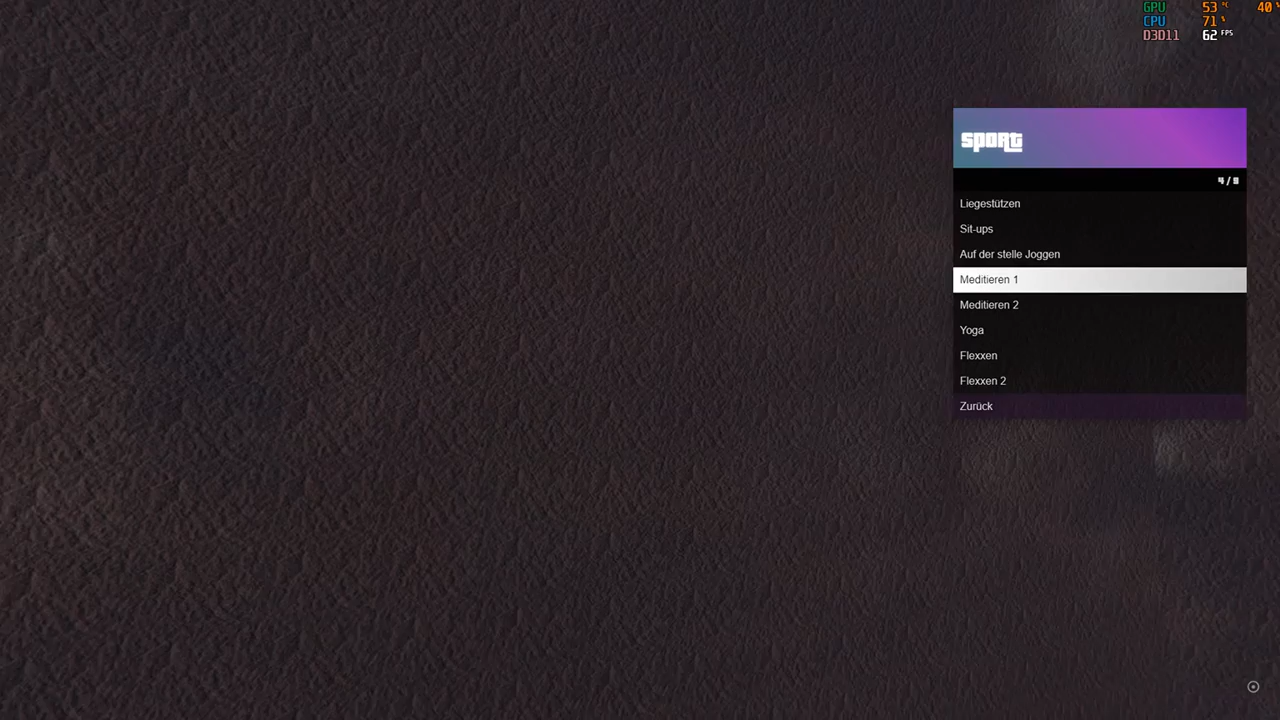 GPU 53 °C 40 %
CPU 71 %
D3D11 62 FPS
sport
4 / 9
Liegestützen
Sit-ups
Auf der stelle Joggen
Meditieren 1
Meditieren 2
Yoga
Flexxen
Flexxen 2
Zurück